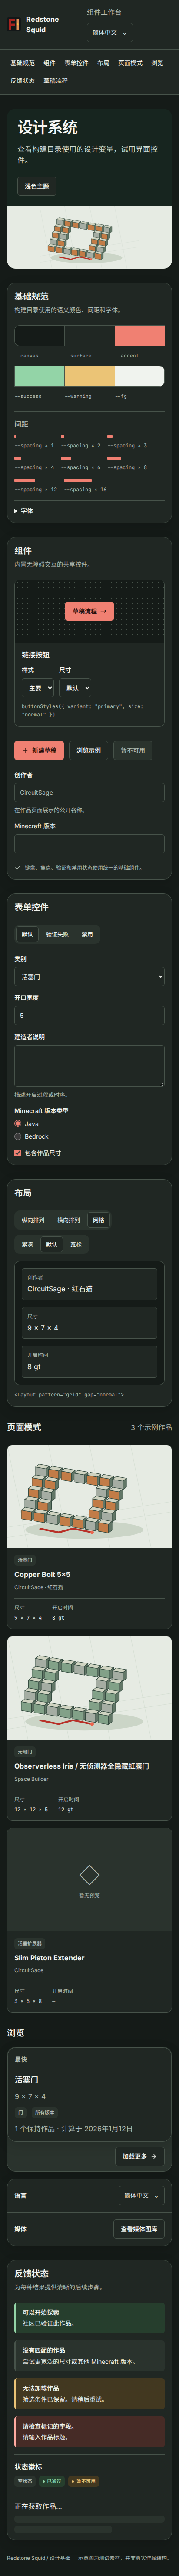 Redstone
Squid
组件工作台
简体中文
基础规范 组件 表单控件 布局 页面模式 浏览
反馈状态 草稿流程
设计系统
查看构建目录使用的设计变量，试用界面控
件。
浅色主题
基础规范
构建目录使用的语义颜色、间距和字体。
--canvas --surface --accent
--success --warning --fg
间距
--spacing × 1 --spacing × 2 --spacing × 3
--spacing × 4 --spacing × 6 --spacing × 8
--spacing × 12 --spacing × 16
字体
组件
内置无障碍交互的共享控件。
草稿流程 →
链接按钮
样式 尺寸
主要 默认
buttonStyles({ variant: "primary", size:
"normal" })
+ 新建草稿 浏览示例 暂不可用
创作者
CircuitSage
在作品页面展示的公开名称。
Minecraft 版本
键盘、焦点、验证和禁用状态使用统一的基础组件。
表单控件
默认 验证失败 禁用
类别
活塞门
开口宽度
5
建造者说明
描述开启过程或时序。
Minecraft 版本类型
Java
Bedrock
包含作品尺寸
布局
纵向排列 横向排列 网格
紧凑 默认 宽松
创作者
CircuitSage · 红石猫
尺寸
9 × 7 × 4
开启时间
8 gt
<Layout pattern="grid" gap="normal">
页面模式 3 个示例作品
活塞门
Copper Bolt 5×5
CircuitSage · 红石猫
尺寸 开启时间
9 × 7 × 4 8 gt
无缝门
Observerless Iris / 无侦测器全隐藏虹膜门
Space Builder
尺寸 开启时间
12 × 12 × 5 12 gt
暂无预览
活塞扩展器
Slim Piston Extender
CircuitSage
尺寸 开启时间
3 × 5 × 8 —
浏览
最快
活塞门
9 × 7 × 4
门 所有版本
1 个保持作品 · 计算于 2026年1月12日
加载更多 →
语言 简体中文
媒体 查看媒体图库
反馈状态
为每种结果提供清晰的后续步骤。
可以开始探索
社区已验证此作品。
没有匹配的作品
尝试更宽泛的尺寸或其他 Minecraft 版本。
无法加载作品
筛选条件已保留。请稍后重试。
请检查标记的字段。
请输入作品标题。
状态徽标
空状态 已通过 暂不可用
正在获取作品…
Redstone Squid / 设计基础 示意图为测试素材，并非真实作品结构。